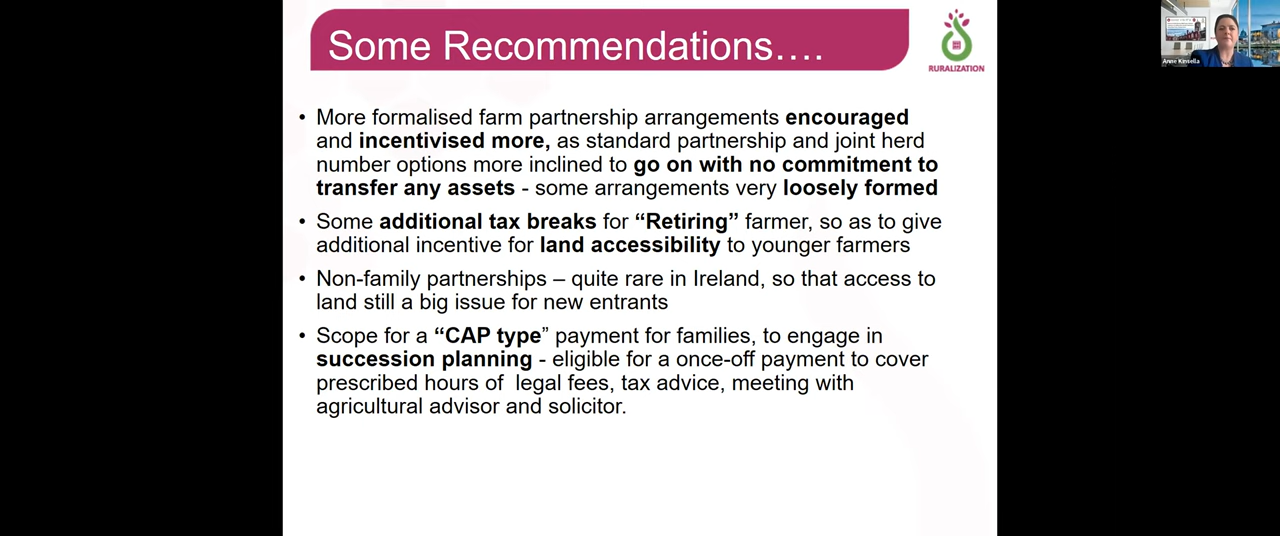 Some Recommendations....
RURALIZATION
Anne Kinsella
• More formalised farm partnership arrangements encouraged
and incentivised more, as standard partnership and joint herd
number options more inclined to go on with no commitment to
transfer any assets - some arrangements very loosely formed
• Some additional tax breaks for “Retiring” farmer, so as to give
additional incentive for land accessibility to younger farmers
• Non-family partnerships – quite rare in Ireland, so that access to
land still a big issue for new entrants
• Scope for a “CAP type” payment for families, to engage in
succession planning - eligible for a once-off payment to cover
prescribed hours of  legal fees, tax advice, meeting with
agricultural advisor and solicitor.